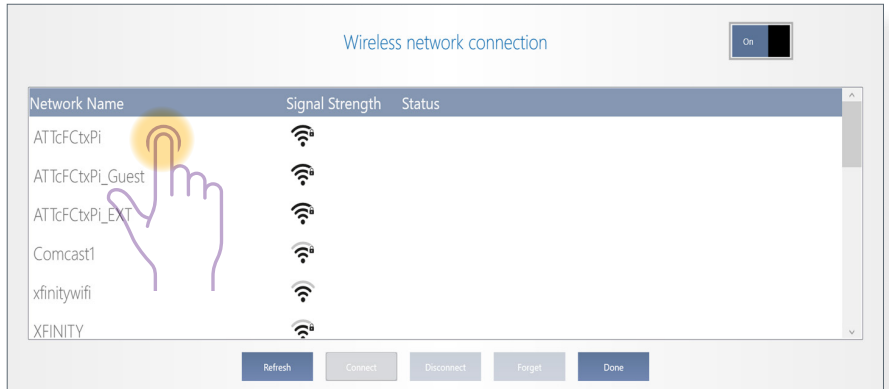 Wireless network connection
On
Network Name Signal Strength Status
ATTcFCtxPi
ATTcFCtxPi_Guest
ATTcFCtxPi_EXT
Comcast1
xfinitywifi
XFINITY
Refresh Connect Disconnect Forget Done